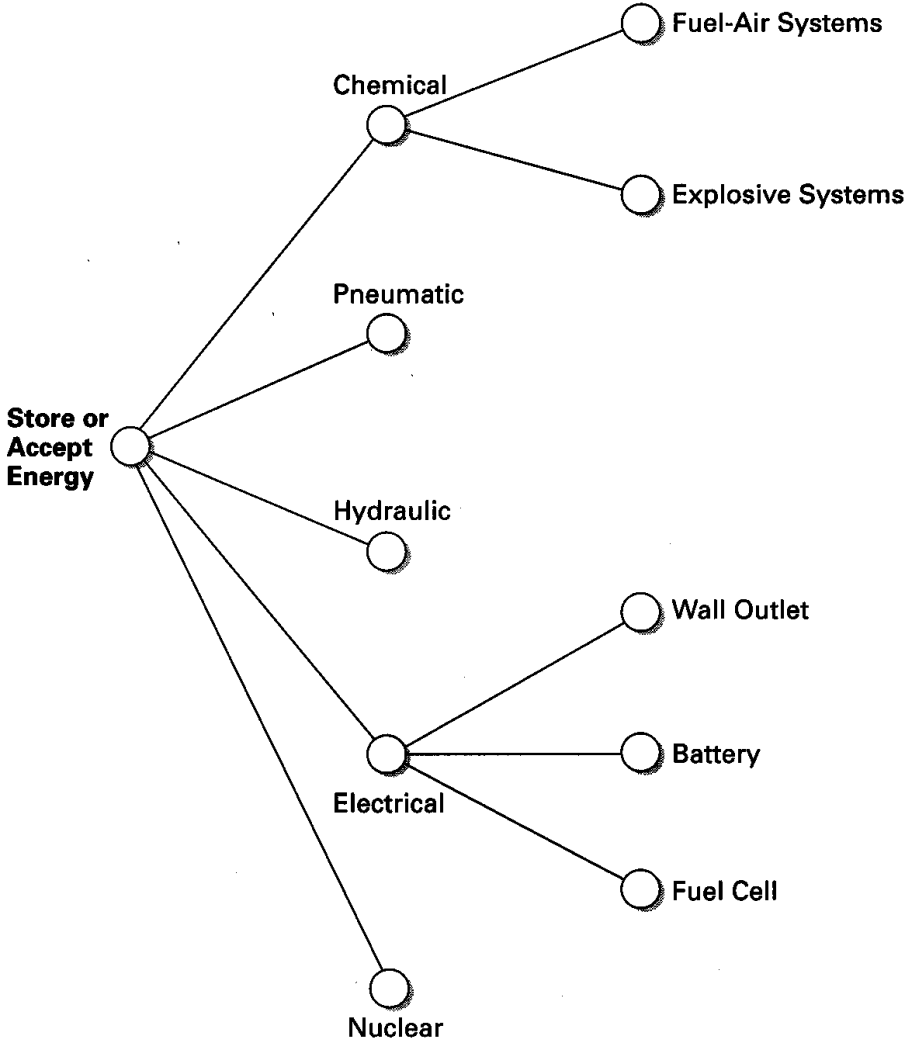 Fuel-Air Systems
Chemical
Explosive Systems
Pneumatic
Store or
Accept
Energy
Hydraulic
Wall Outlet
Battery
Electrical
Fuel Cell
Nuclear